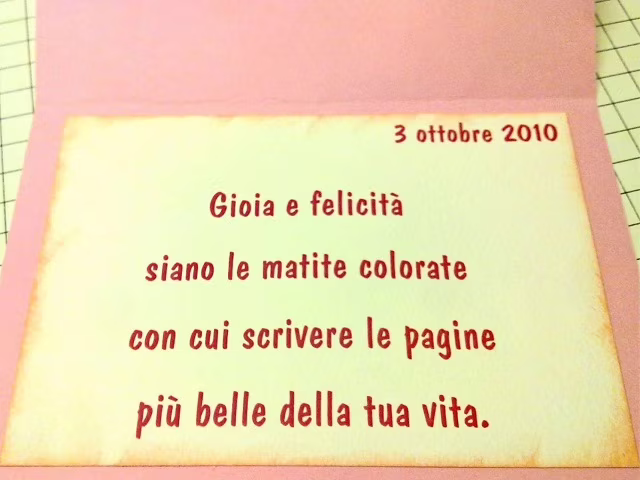 3 ottobre 2010
Gioia e felicità
siano le matite colorate
con cui scrivere le pagine
più belle della tua vita.